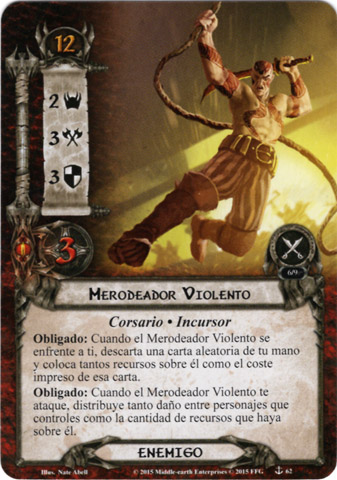 12
2
3
3
3
69
Merodeador Violento
Corsario • Incursor
Obligado: Cuando el Merodeador Violento se
enfrente a ti, descarta una carta aleatoria de tu mano
y coloca tantos recursos sobre él como el coste
impreso de esa carta.
Obligado: Cuando el Merodeador Violento te
ataque, distribuye tanto daño entre personajes que
controles como la cantidad de recursos que haya
sobre él.
ENEMIGO
Illus. Nate Abell
© 2015 Middle-earth Enterprises © 2015 FFG
62